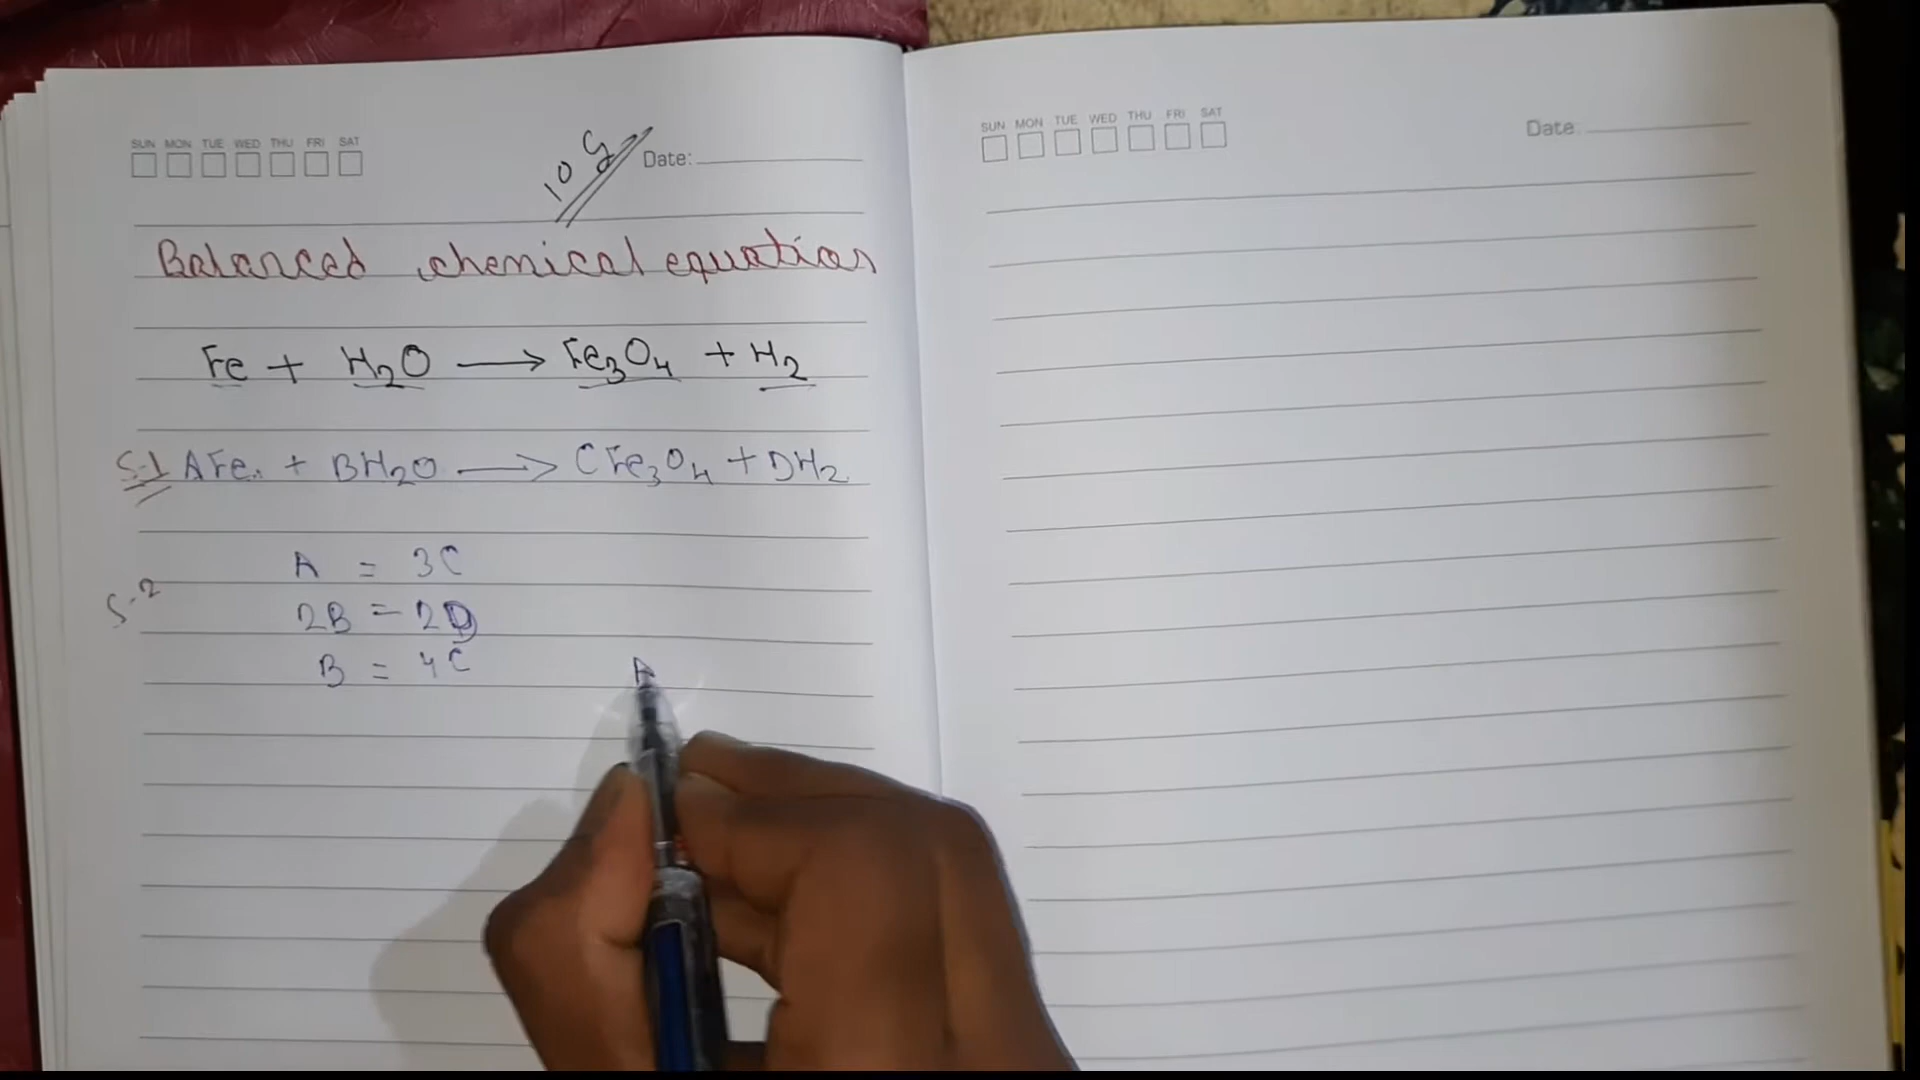 SUN MON TUE WED THU FRI SAT
10 G
Date:
Balanced chemical equation
Fe + H2O ⟶ Fe3O4 + H2
S-1 AFe + BH2O ⟶ CFe3O4 + DH2
A = 3C
S-2
2B = 2D
B = 4C
A
SUN MON TUE WED THU FRI SAT
Date